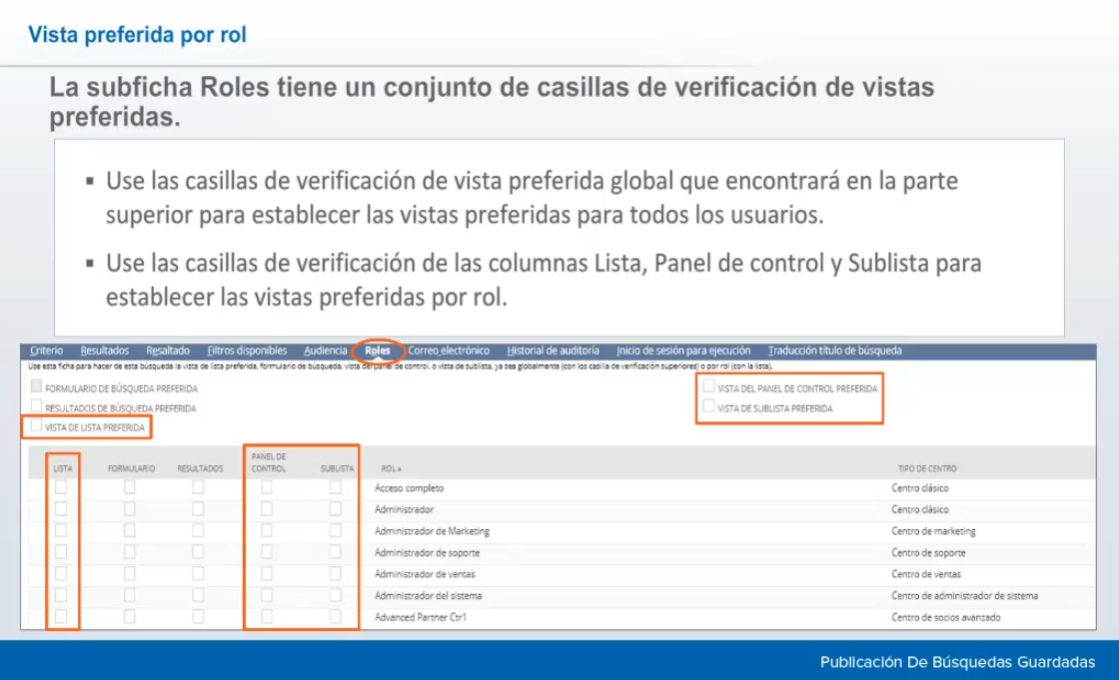 Vista preferida por rol
La subficha Roles tiene un conjunto de casillas de verificación de vistas
preferidas.
▪ Use las casillas de verificación de vista preferida global que encontrará en la parte
superior para establecer las vistas preferidas para todos los usuarios.
▪ Use las casillas de verificación de las columnas Lista, Panel de control y Sublista para
establecer las vistas preferidas por rol.
Criterio Resultados Resaltado Filtros disponibles Audiencia Roles Correo electrónico Historial de auditoría Inicio de sesión para ejecución Traducción título de búsqueda
Use esta ficha para hacer de esta búsqueda la vista de lista preferida, formulario de búsqueda, vista del panel de control, o vista de sublista, ya sea globalmente (con los casilla de verificación superiores) o por rol (con la lista).
FORMULARIO DE BÚSQUEDA PREFERIDA VISTA DEL PANEL DE CONTROL PREFERIDA
RESULTADOS DE BÚSQUEDA PREFERIDA VISTA DE SUBLISTA PREFERIDA
VISTA DE LISTA PREFERIDA
PANEL DE
LISTA FORMULARIO RESULTADOS CONTROL SUBLISTA ROL▲ TIPO DE CENTRO
Acceso completo Centro clásico
Administrador Centro clásico
Administrador de Marketing Centro de marketing
Administrador de soporte Centro de soporte
Administrador de ventas Centro de ventas
Administrador del sistema Centro de administrador de sistema
Advanced Partner Ctr1 Centro de socios avanzado
Publicación De Búsquedas Guardadas